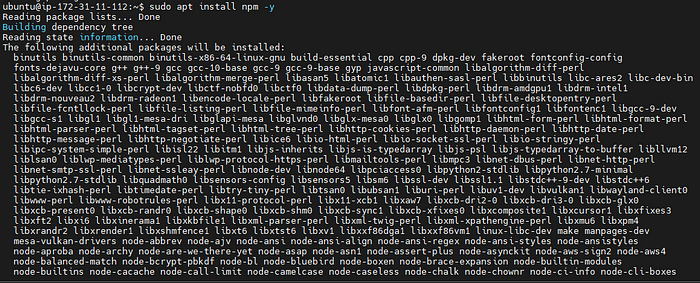 ubuntu@ip-172-31-11-112:~$ sudo apt install npm -y
Reading package lists... Done
Building dependency tree
Reading state information... Done
The following additional packages will be installed:
binutils binutils-common binutils-x86-64-linux-gnu build-essential cpp cpp-9 dpkg-dev fakeroot fontconfig-config
fonts-dejavu-core g++ g++-9 gcc gcc-10-base gcc-9 gcc-9-base gyp javascript-common libalgorithm-diff-perl
libalgorithm-diff-xs-perl libalgorithm-merge-perl libasan5 libatomic1 libauthen-sasl-perl libbinutils libc-ares2 libc-dev-bin
libc6-dev libcc1-0 libcrypt-dev libctf-nobfd0 libctf0 libdata-dump-perl libdpkg-perl libdrm-amdgpu1 libdrm-intel1
libdrm-nouveau2 libdrm-radeon1 libencode-locale-perl libfakeroot libfile-basedir-perl libfile-desktopentry-perl
libfile-fcntllock-perl libfile-listing-perl libfile-mimeinfo-perl libfont-afm-perl libfontconfig1 libfontenc1 libgcc-9-dev
libgcc-s1 libgl1 libgl1-mesa-dri libglapi-mesa libglvnd0 libglx-mesa0 libglx0 libgomp1 libhtml-form-perl libhtml-format-perl
libhtml-parser-perl libhtml-tagset-perl libhtml-tree-perl libhttp-cookies-perl libhttp-daemon-perl libhttp-date-perl
libhttp-message-perl libhttp-negotiate-perl libice6 libio-html-perl libio-socket-ssl-perl libio-stringy-perl
libipc-system-simple-perl libisl22 libitm1 libjs-inherits libjs-is-typedarray libjs-psl libjs-typedarray-to-buffer libllvm12
liblsan0 liblwp-mediatypes-perl liblwp-protocol-https-perl libmailtools-perl libmpc3 libnet-dbus-perl libnet-http-perl
libnet-smtp-ssl-perl libnet-ssleay-perl libnode-dev libnode64 libpciaccess0 libpython2-stdlib libpython2.7-minimal
libpython2.7-stdlib libquadmath0 libsensors-config libsensors5 libsm6 libssl-dev libssl1.1 libstdc++-9-dev libstdc++6
libtie-ixhash-perl libtimedate-perl libtry-tiny-perl libtsan0 libubsan1 liburi-perl libuv1-dev libvulkan1 libwayland-client0
libwww-perl libwww-robotrules-perl libx11-protocol-perl libx11-xcb1 libxaw7 libxcb-dri2-0 libxcb-dri3-0 libxcb-glx0
libxcb-present0 libxcb-randr0 libxcb-shape0 libxcb-shm0 libxcb-sync1 libxcb-xfixes0 libxcomposite1 libxcursor1 libxfixes3
libxft2 libxi6 libxinerama1 libxkbfile1 libxml-parser-perl libxml-twig-perl libxml-xpathengine-perl libxmu6 libxpm4
libxrandr2 libxrender1 libxshmfence1 libxt6 libxtst6 libxv1 libxxf86dga1 libxxf86vm1 linux-libc-dev make manpages-dev
mesa-vulkan-drivers node-abbrev node-ajv node-ansi node-ansi-align node-ansi-regex node-ansi-styles node-ansistyles
node-aproba node-archy node-are-we-there-yet node-asap node-asn1 node-assert-plus node-asynckit node-aws-sign2 node-aws4
node-balanced-match node-bcrypt-pbkdf node-bl node-bluebird node-boxen node-brace-expansion node-builtin-modules
node-builtins node-cacache node-call-limit node-camelcase node-caseless node-chalk node-chownr node-ci-info node-cli-boxes